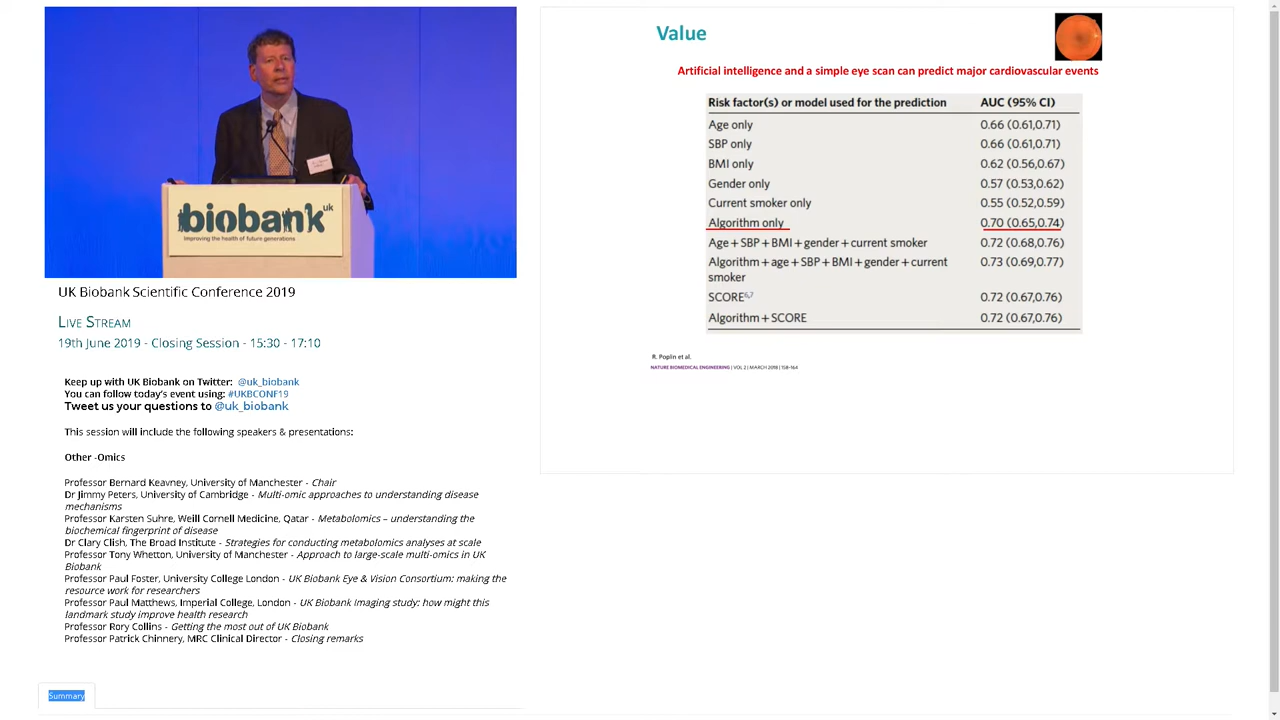 biobank uk
Improving the health of future generations
UK Biobank Scientific Conference 2019
Live Stream
19th June 2019 - Closing Session - 15:30 - 17:10
Keep up with UK Biobank on Twitter: @uk_biobank
You can follow today's event using: #UKBCONF19
Tweet us your questions to @uk_biobank
This session will include the following speakers & presentations:
Other -Omics
Professor Bernard Keavney, University of Manchester - Chair
Dr Jimmy Peters, University of Cambridge - Multi-omic approaches to understanding disease
mechanisms
Professor Karsten Suhre, Weill Cornell Medicine, Qatar - Metabolomics – understanding the
biochemical fingerprint of disease
Dr Clary Clish, The Broad Institute - Strategies for conducting metabolomics analyses at scale
Professor Tony Whetton, University of Manchester - Approach to large-scale multi-omics in UK
Biobank
Professor Paul Foster, University College London - UK Biobank Eye & Vision Consortium: making the
resource work for researchers
Professor Paul Matthews, Imperial College, London - UK Biobank Imaging study: how might this
landmark study improve health research
Professor Rory Collins - Getting the most out of UK Biobank
Professor Patrick Chinnery, MRC Clinical Director - Closing remarks
Summary
Value
Artificial intelligence and a simple eye scan can predict major cardiovascular events
Risk factor(s) or model used for the prediction AUC (95% CI)
Age only 0.66 (0.61,0.71)
SBP only 0.66 (0.61,0.71)
BMI only 0.62 (0.56,0.67)
Gender only 0.57 (0.53,0.62)
Current smoker only 0.55 (0.52,0.59)
Algorithm only 0.70 (0.65,0.74)
Age + SBP + BMI + gender + current smoker 0.72 (0.68,0.76)
Algorithm + age + SBP + BMI + gender + current 0.73 (0.69,0.77)
smoker
SCORE6,7 0.72 (0.67,0.76)
Algorithm + SCORE 0.72 (0.67,0.76)
R. Poplin et al.
NATURE BIOMEDICAL ENGINEERING | VOL 2 | MARCH 2018 | 158-164